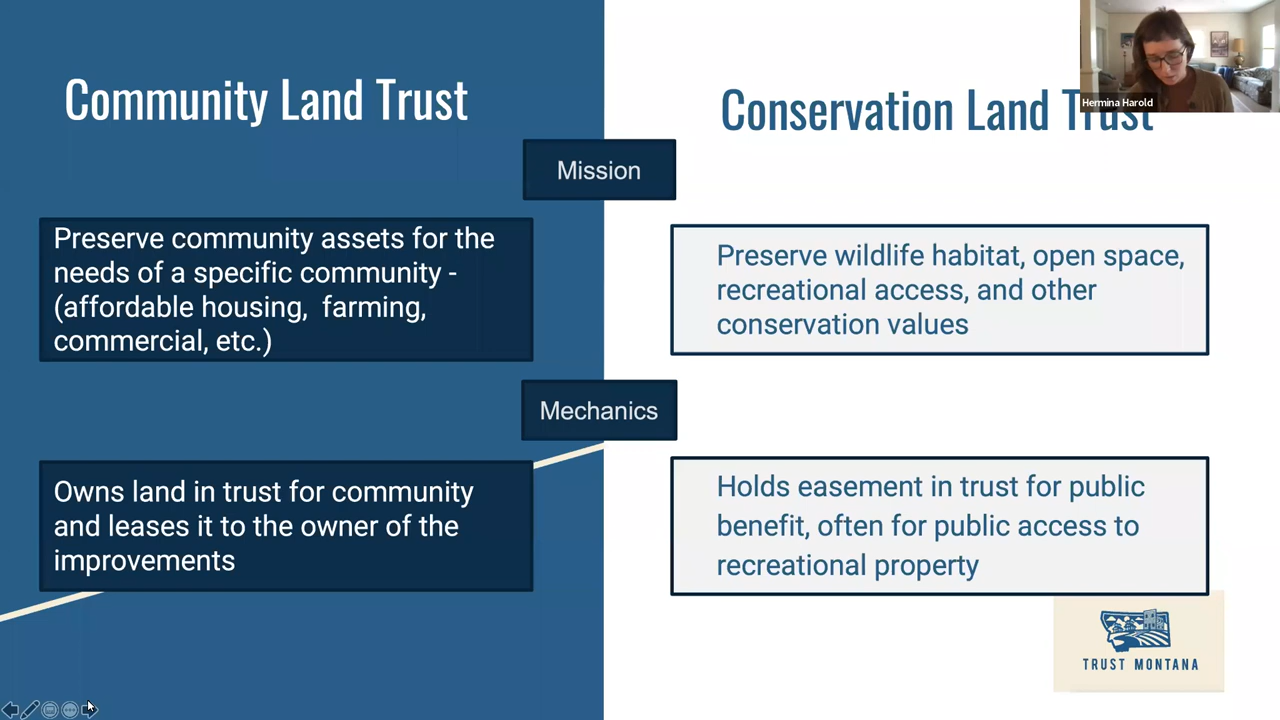 Community Land Trust
Conservation Land Trust
Hermina Harold
Mission
Preserve community assets for the
needs of a specific community -
(affordable housing,  farming,
commercial, etc.)
Preserve wildlife habitat, open space,
recreational access, and other
conservation values
Mechanics
Owns land in trust for community
and leases it to the owner of the
improvements
Holds easement in trust for public
benefit, often for public access to
recreational property
TRUST MONTANA